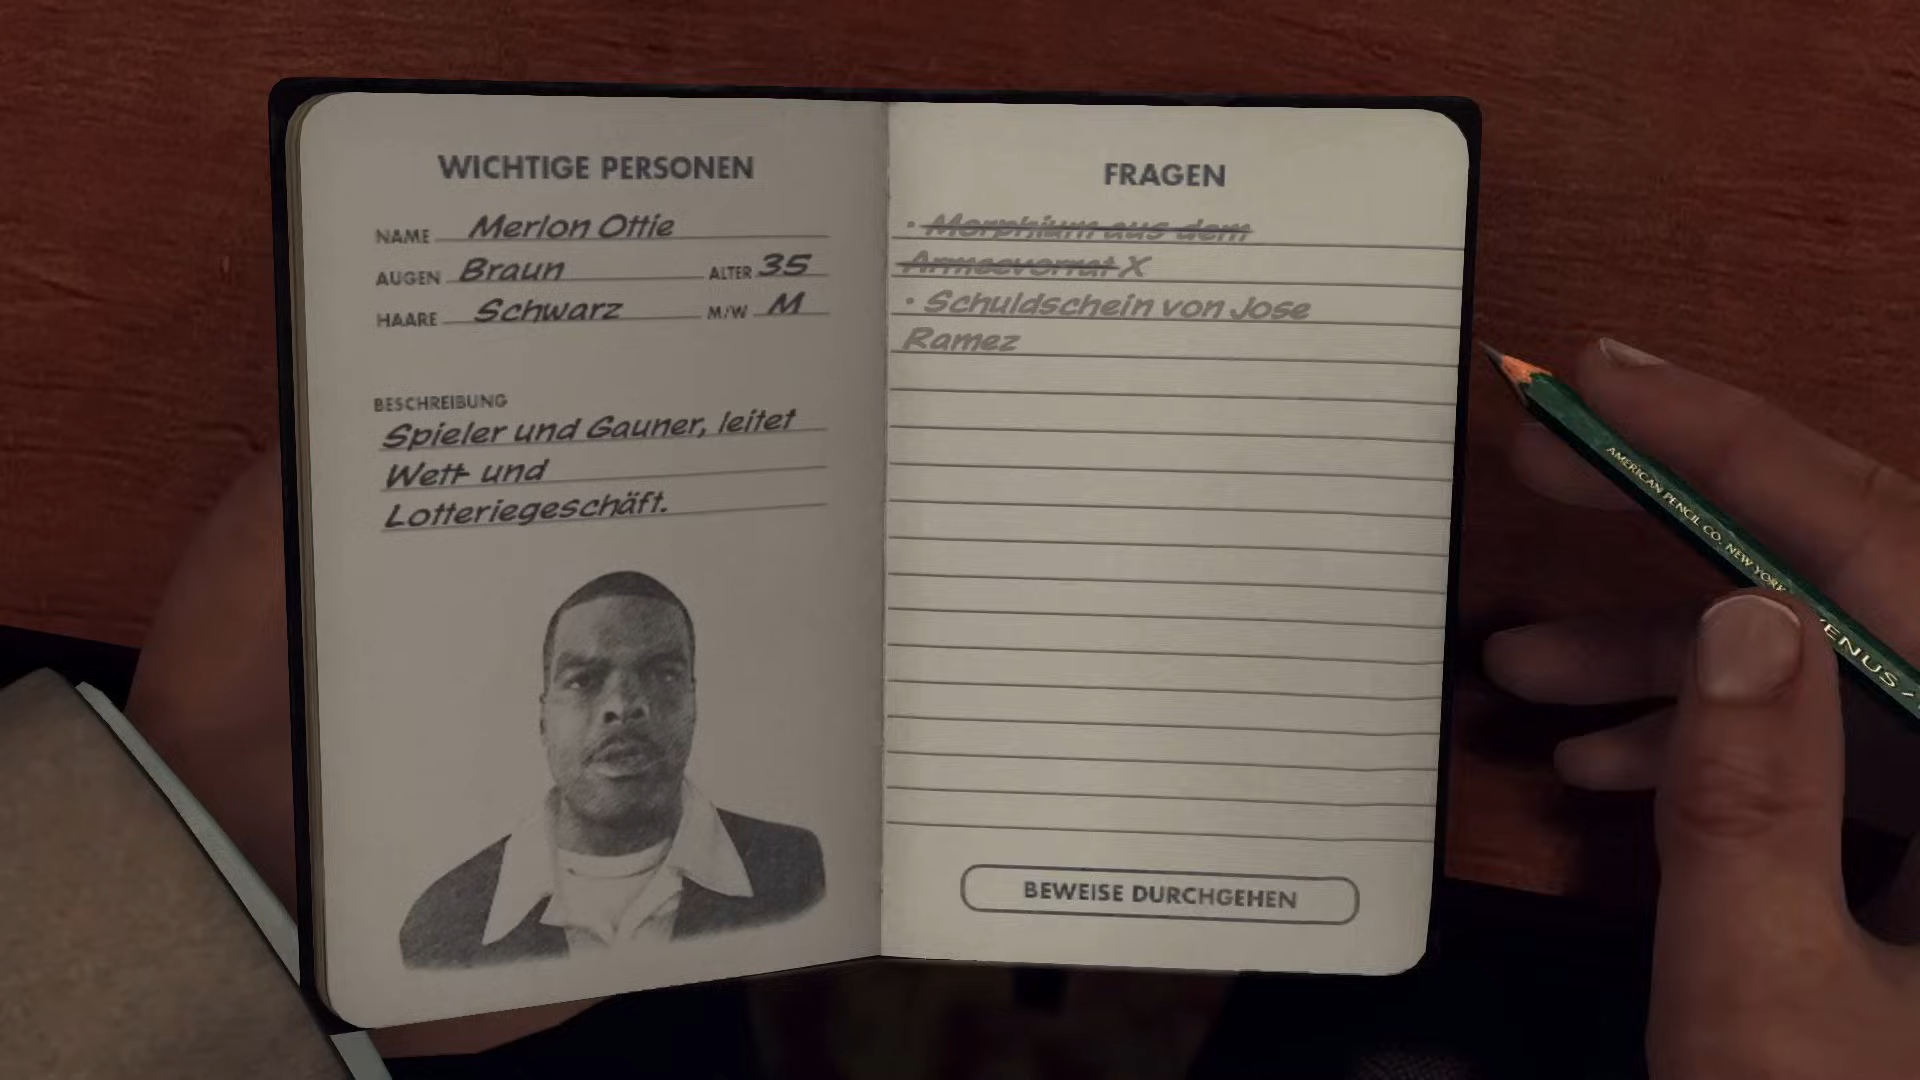 WICHTIGE PERSONEN
NAME Merlon Ottie
AUGEN Braun ALTER 35
HAARE Schwarz M/W M
BESCHREIBUNG
Spieler und Gauner, leitet
Wett- und
Lotteriegeschäft.
FRAGEN
• Morphium aus dem
Armeevorrat X
• Schuldschein von Jose
Ramez
BEWEISE DURCHGEHEN
AMERICAN PENCIL CO. NEW YORK
VENUS